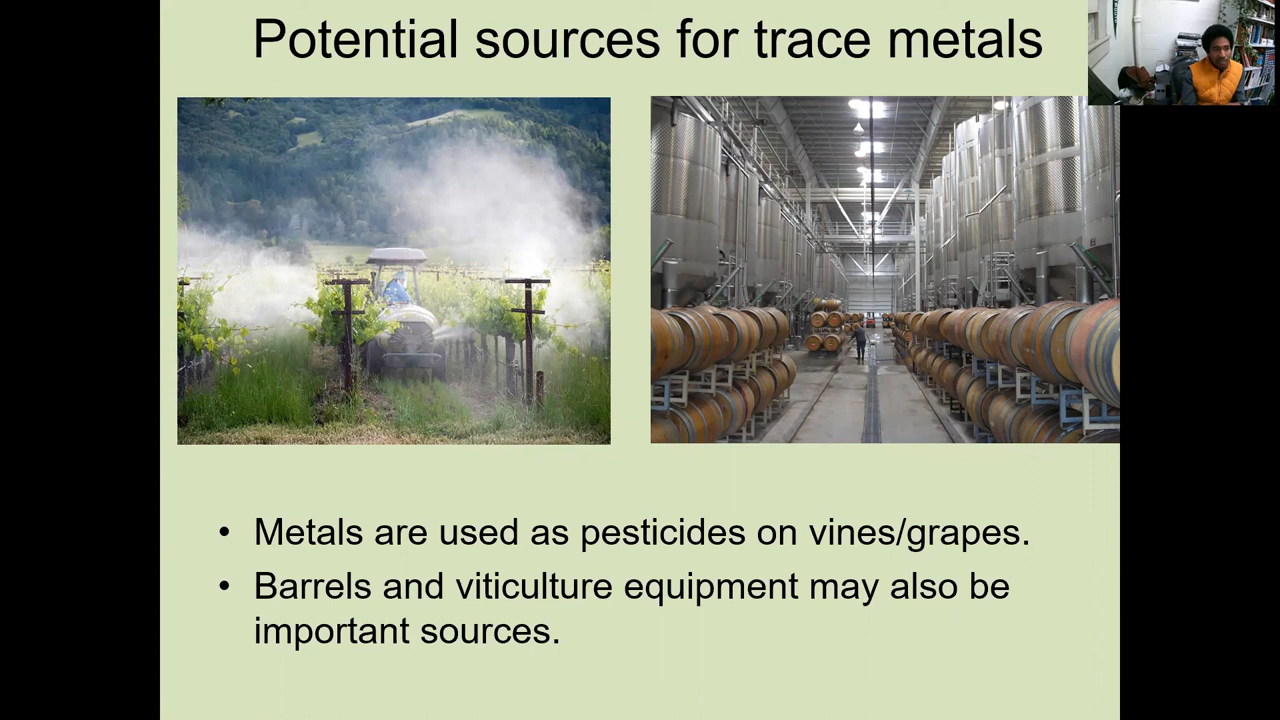 Potential sources for trace metals
• Metals are used as pesticides on vines/grapes.
• Barrels and viticulture equipment may also be
important sources.